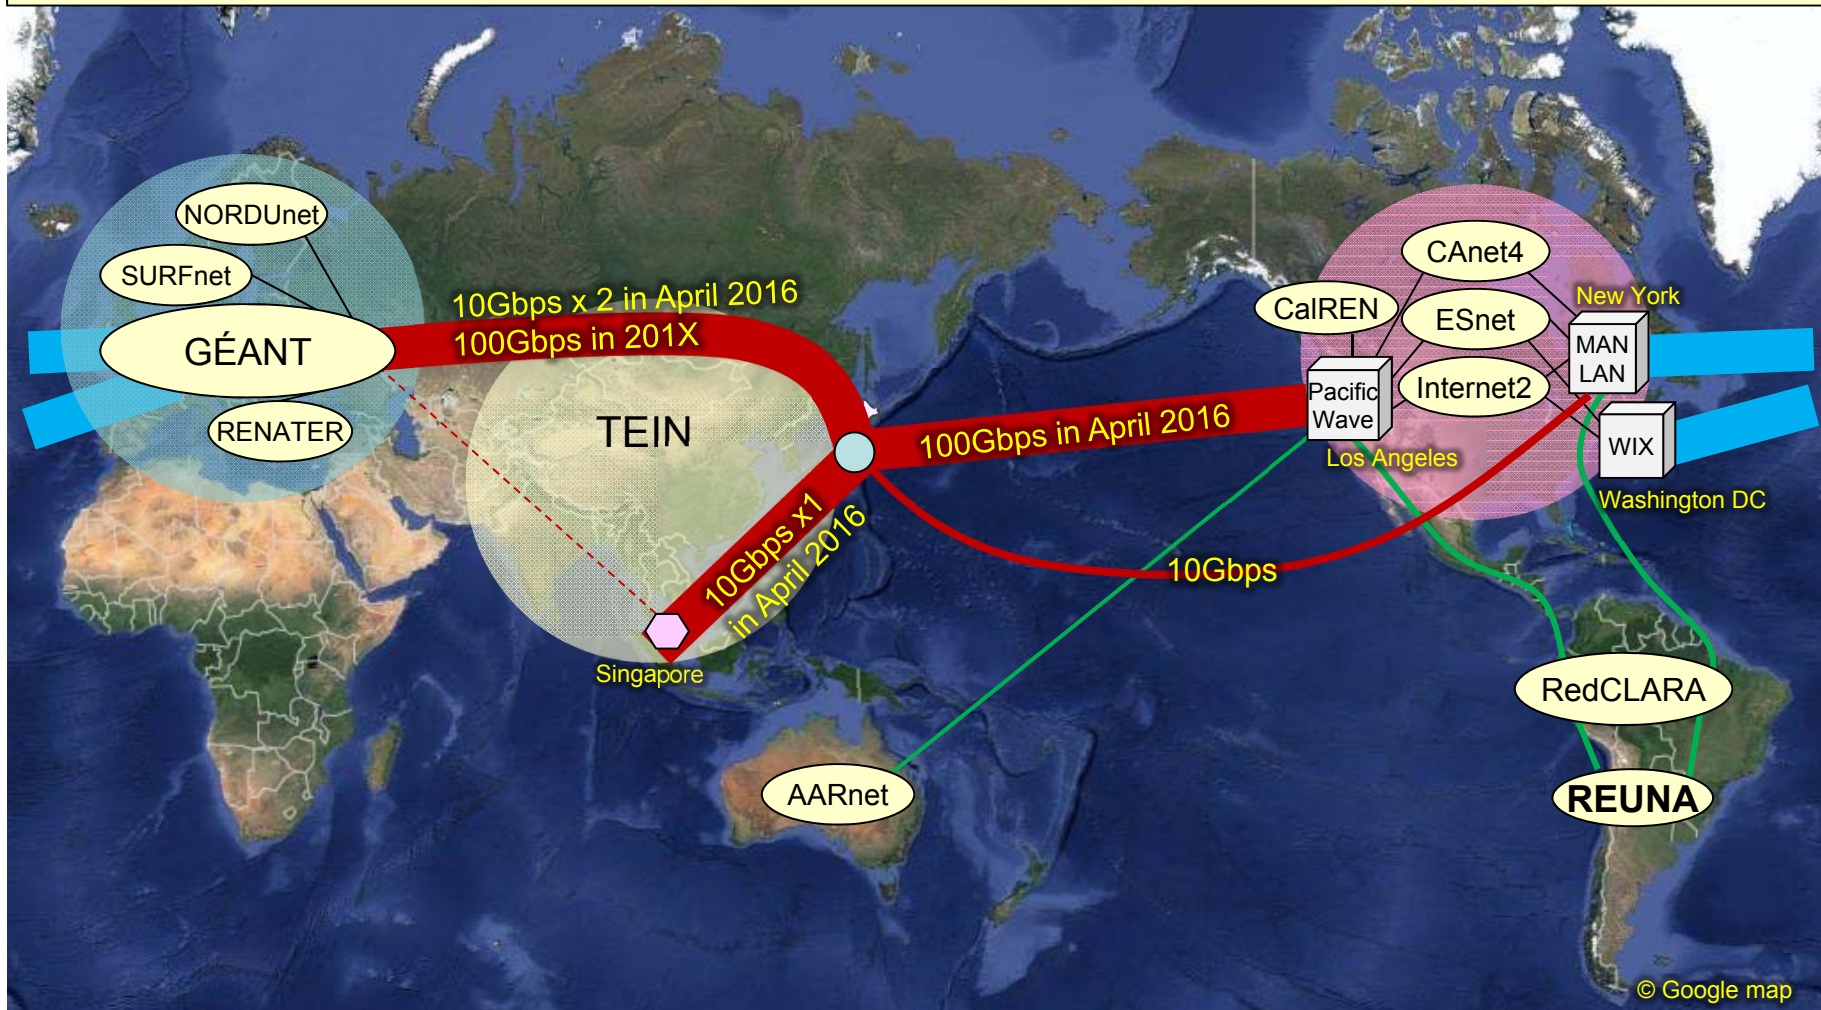 NORDUnet
SURFnet
GÉANT
RENATER
10Gbps x 2 in April 2016
100Gbps in 201X
TEIN
10Gbps x1
in April 2016
Singapore
100Gbps in April 2016
10Gbps
AARnet
CalREN
CAnet4
ESnet
Internet2
Pacific
Wave
Los Angeles
New York
MAN
LAN
WIX
Washington DC
RedCLARA
REUNA
© Google map